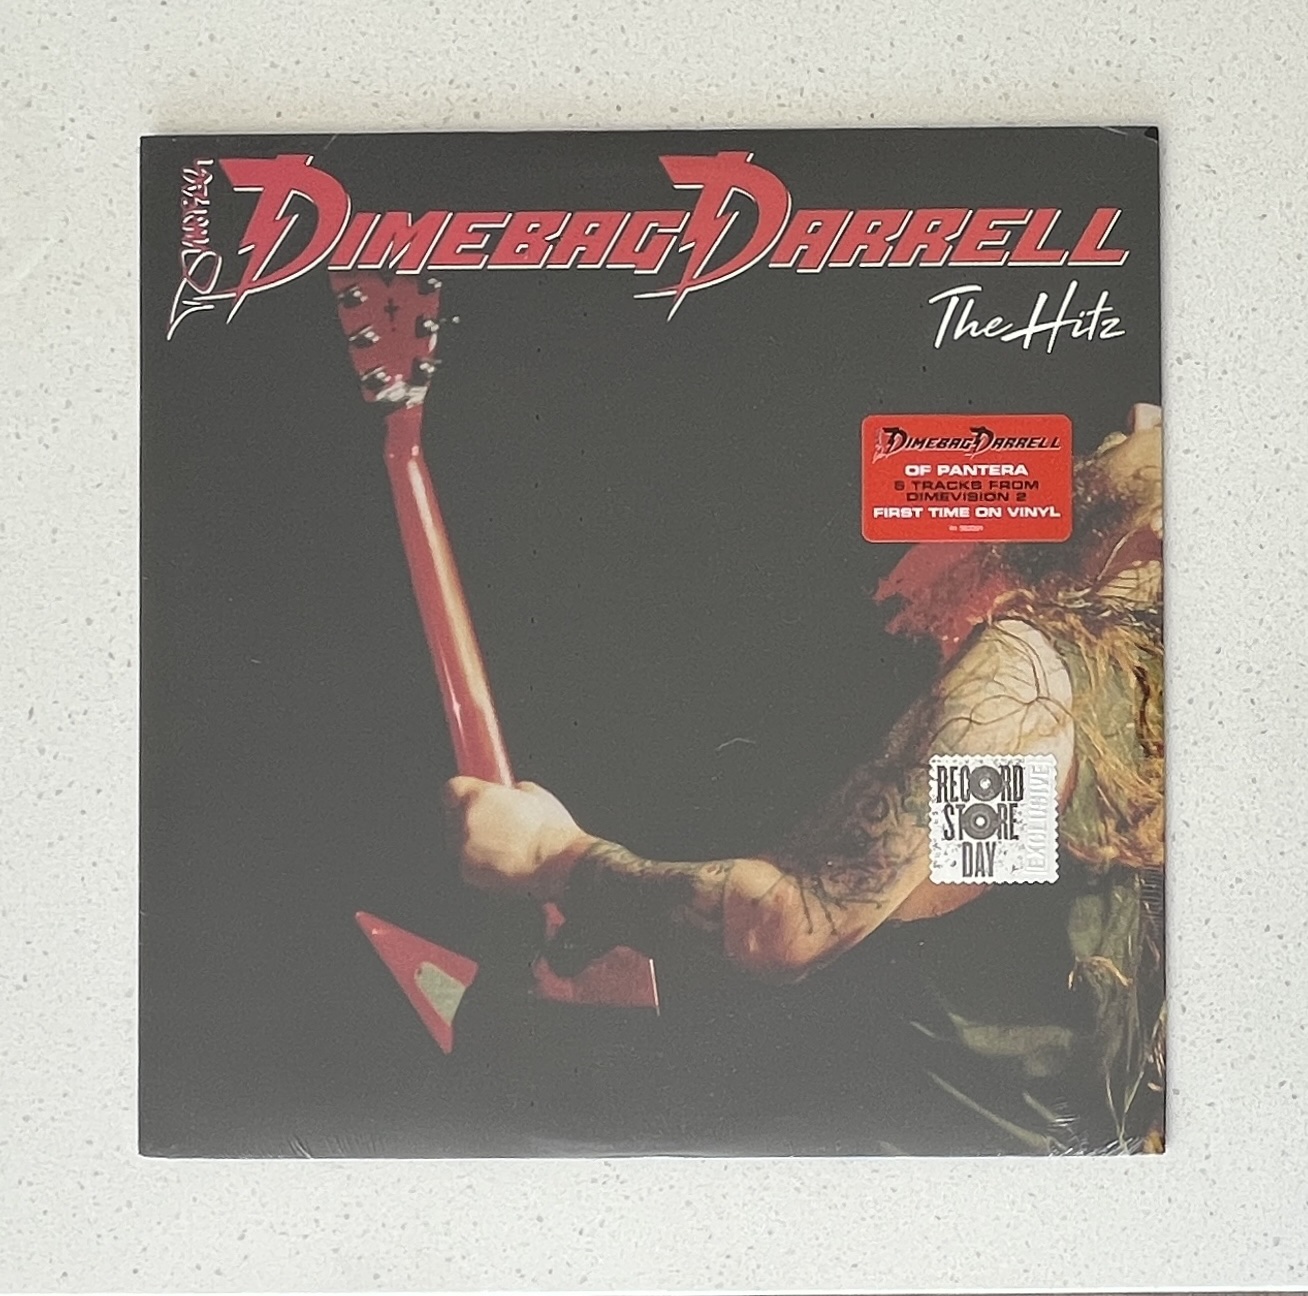 DIMEBAG DARRELL
The Hitz
DIMEBAG DARRELL
OF PANTERA
5 TRACKS FROM
DIMEVISION 2
FIRST TIME ON VINYL
RECORD
STORE
DAY
EXCLUSIVE